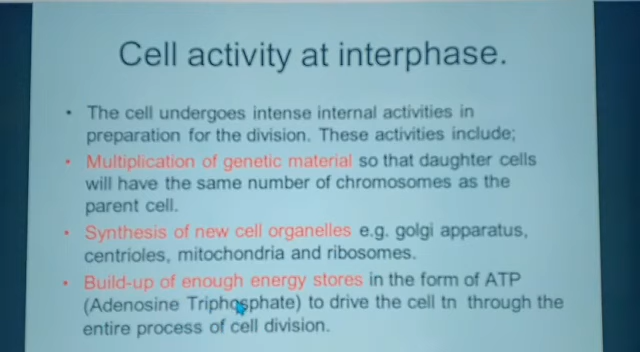 Cell activity at interphase.
• The cell undergoes intense internal activities in
preparation for the division. These activities include;
• Multiplication of genetic material so that daughter cells
will have the same number of chromosomes as the
parent cell.
• Synthesis of new cell organelles e.g. golgi apparatus,
centrioles, mitochondria and ribosomes.
• Build-up of enough energy stores in the form of ATP
(Adenosine Triphosphate) to drive the cell tn through the
entire process of cell division.